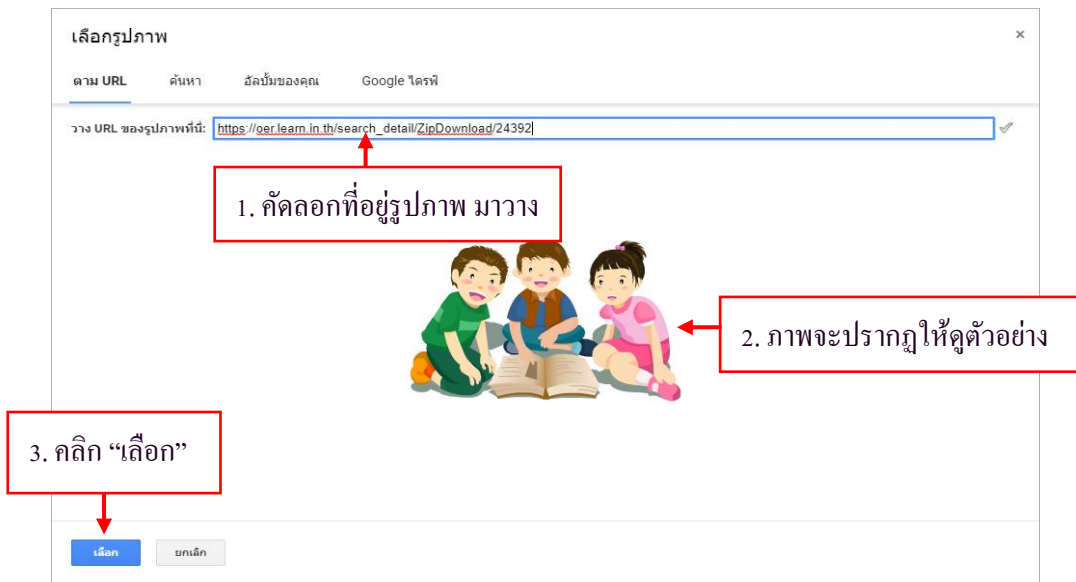 เลือกรูปภาพ
×
ตาม URL ค้นหา อัลบั้มของคุณ Google ไดรฟ์
วาง URL ของรูปภาพที่นี่: https://oer.learn.in.th/search_detail/ZipDownload/24392
1. คัดลอกที่อยู่รูปภาพ มาวาง
2. ภาพจะปรากฏให้ดูตัวอย่าง
3. คลิก “เลือก”
เลือก ยกเลิก